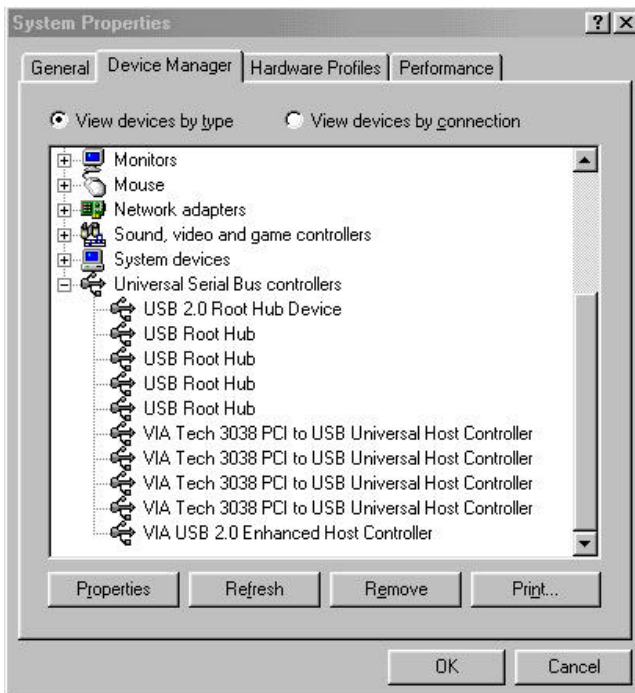 System Properties
General Device Manager Hardware Profiles Performance
View devices by type View devices by connection
Monitors
Mouse
Network adapters
Sound, video and game controllers
System devices
Universal Serial Bus controllers
USB 2.0 Root Hub Device
USB Root Hub
USB Root Hub
USB Root Hub
USB Root Hub
VIA Tech 3038 PCI to USB Universal Host Controller
VIA Tech 3038 PCI to USB Universal Host Controller
VIA Tech 3038 PCI to USB Universal Host Controller
VIA Tech 3038 PCI to USB Universal Host Controller
VIA USB 2.0 Enhanced Host Controller
Properties Refresh Remove Print...
OK Cancel